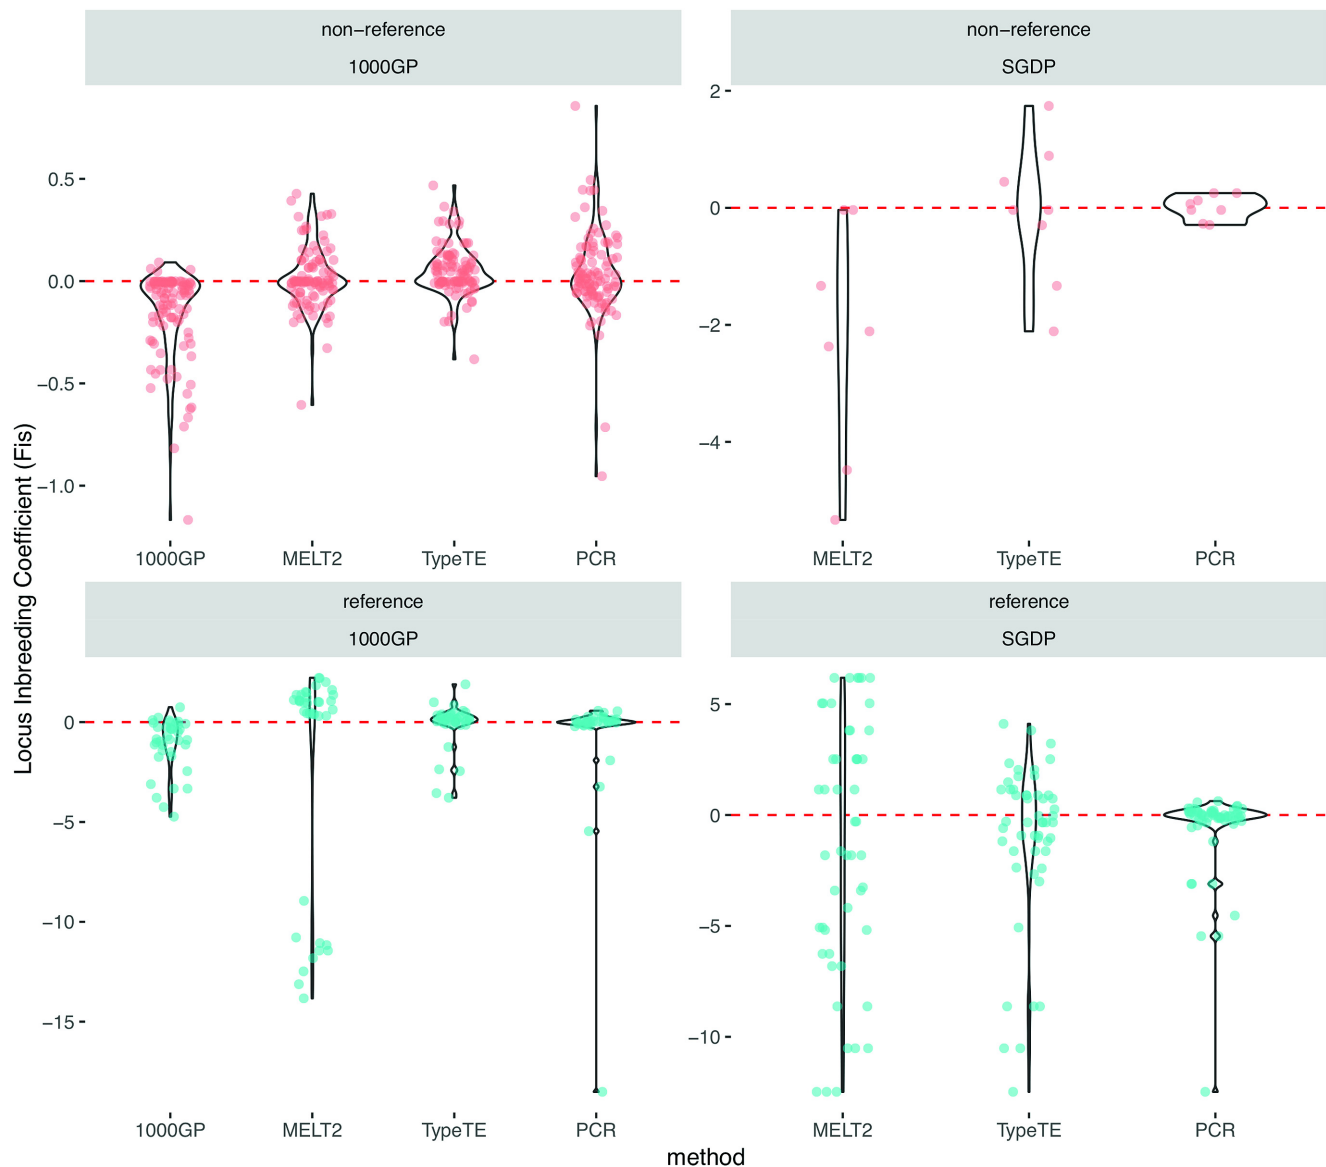 non−reference
1000GP
0.5
0.0
−0.5
−1.0
1000GP MELT2 TypeTE PCR
non−reference
SGDP
2
0
−2
−4
MELT2 TypeTE PCR
Locus Inbreeding Coefficient (Fis)
reference
1000GP
0
−5
−10
−15
1000GP MELT2 TypeTE PCR
reference
SGDP
5
0
−5
−10
MELT2 TypeTE PCR
method